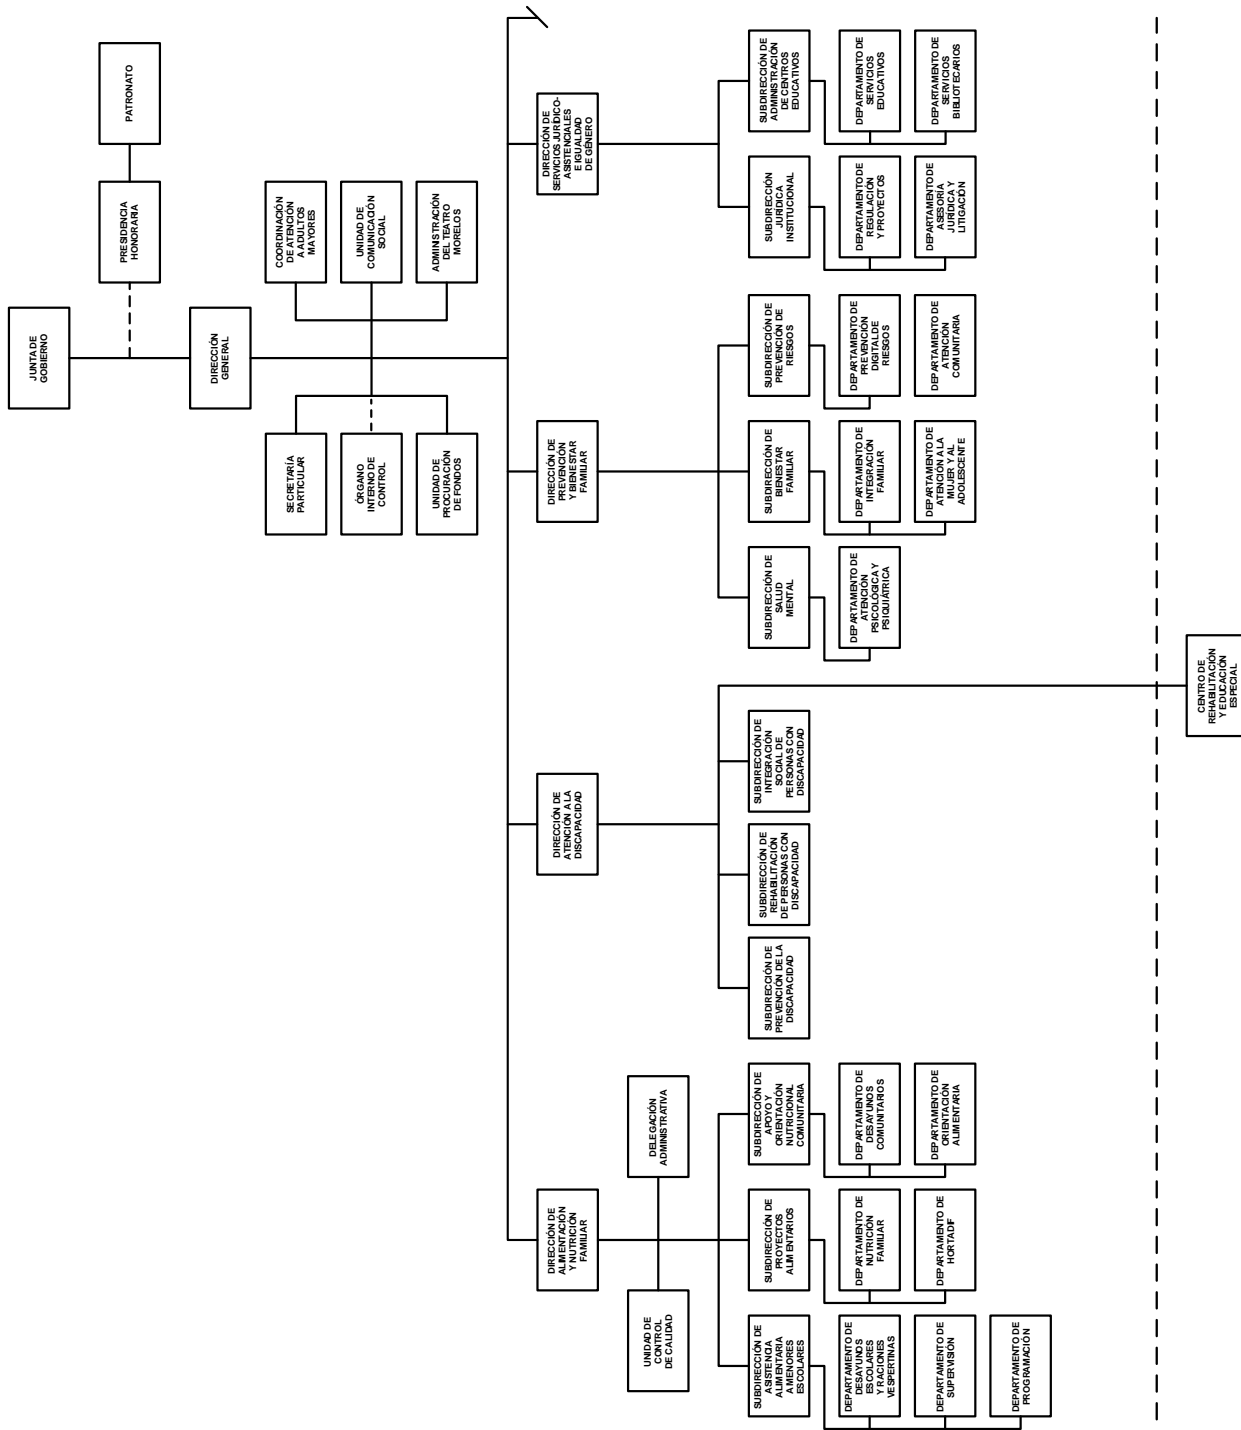 JUNTA DE
GOBIERNO
PRESIDENCIA
HONORARIA
PATRONATO
DIRECCIÓN
GENERAL
SECRETARÍA
PARTICULAR
COORDINACIÓN
DE ATENCIÓN
A ADULTOS
MAYORES
ÓRGANO
INTERNO DE
CONTROL
UNIDAD DE
COMUNICACIÓN
SOCIAL
UNIDAD DE
PROCURACIÓN
DE FONDOS
ADMINISTRACIÓN
DEL TEATRO
MORELOS
DIRECCIÓN DE
ALIMENTACIÓN
Y NUTRICIÓN
FAMILIAR
DIRECCIÓN DE
ATENCIÓN A LA
DISCAPACIDAD
DIRECCIÓN DE
PREVENCIÓN
Y BIENESTAR
FAMILIAR
DIRECCIÓN DE
SERVICIOS JURÍDICO-
ASISTENCIALES
E IGUALDAD
DE GÉNERO
UNIDAD DE
CONTROL
DE CALIDAD
DELEGACIÓN
ADMINISTRATIVA
SUBDIRECCIÓN DE
ASISTENCIA
ALIMENTARIA
A MENORES
ESCOLARES
SUBDIRECCIÓN DE
PROYECTOS
ALIMENTARIOS
SUBDIRECCIÓN DE
APOYO Y
ORIENTACIÓN
NUTRICIONAL
COMUNITARIA
SUBDIRECCIÓN DE
PREVENCIÓN DE LA
DISCAPACIDAD
SUBDIRECCIÓN DE
REHABILITACIÓN
DE PERSONAS CON
DISCAPACIDAD
SUBDIRECCIÓN DE
INTEGRACIÓN
SOCIAL DE
PERSONAS CON
DISCAPACIDAD
SUBDIRECCIÓN DE
SALUD
MENTAL
SUBDIRECCIÓN DE
BIENESTAR
FAMILIAR
SUBDIRECCIÓN DE
PREVENCIÓN DE
RIESGOS
SUBDIRECCIÓN
JURÍDICA
INSTITUCIONAL
SUBDIRECCIÓN DE
ADMINISTRACIÓN
DE CENTROS
EDUCATIVOS
DEPARTAMENTO DE
DESAYUNOS
ESCOLARES
Y RACIONES
VESPERTINAS
DEPARTAMENTO DE
NUTRICIÓN
FAMILIAR
DEPARTAMENTO DE
DESAYUNOS
COMUNITARIOS
DEPARTAMENTO DE
ATENCIÓN
PSICOLÓGICA Y
PSIQUIÁTRICA
DEPARTAMENTO DE
INTEGRACIÓN
FAMILIAR
DEPARTAMENTO DE
PREVENCIÓN
DIGITAL DE
RIESGOS
DEPARTAMENTO DE
REGULACIÓN
Y PROYECTOS
DEPARTAMENTO DE
SERVICIOS
EDUCATIVOS
DEPARTAMENTO DE
SUPERVISIÓN
DEPARTAMENTO DE
HORTADIF
DEPARTAMENTO DE
ORIENTACIÓN
ALIMENTARIA
DEPARTAMENTO DE
ATENCIÓN A LA
MUJER Y AL
ADOLESCENTE
DEPARTAMENTO DE
ATENCIÓN
COMUNITARIA
DEPARTAMENTO DE
ASESORÍA
JURÍDICA Y
LITIGACIÓN
DEPARTAMENTO DE
SERVICIOS
BIBLIOTECARIOS
DEPARTAMENTO DE
PROGRAMACIÓN
CENTRO DE
REHABILITACIÓN
Y EDUCACIÓN
ESPECIAL